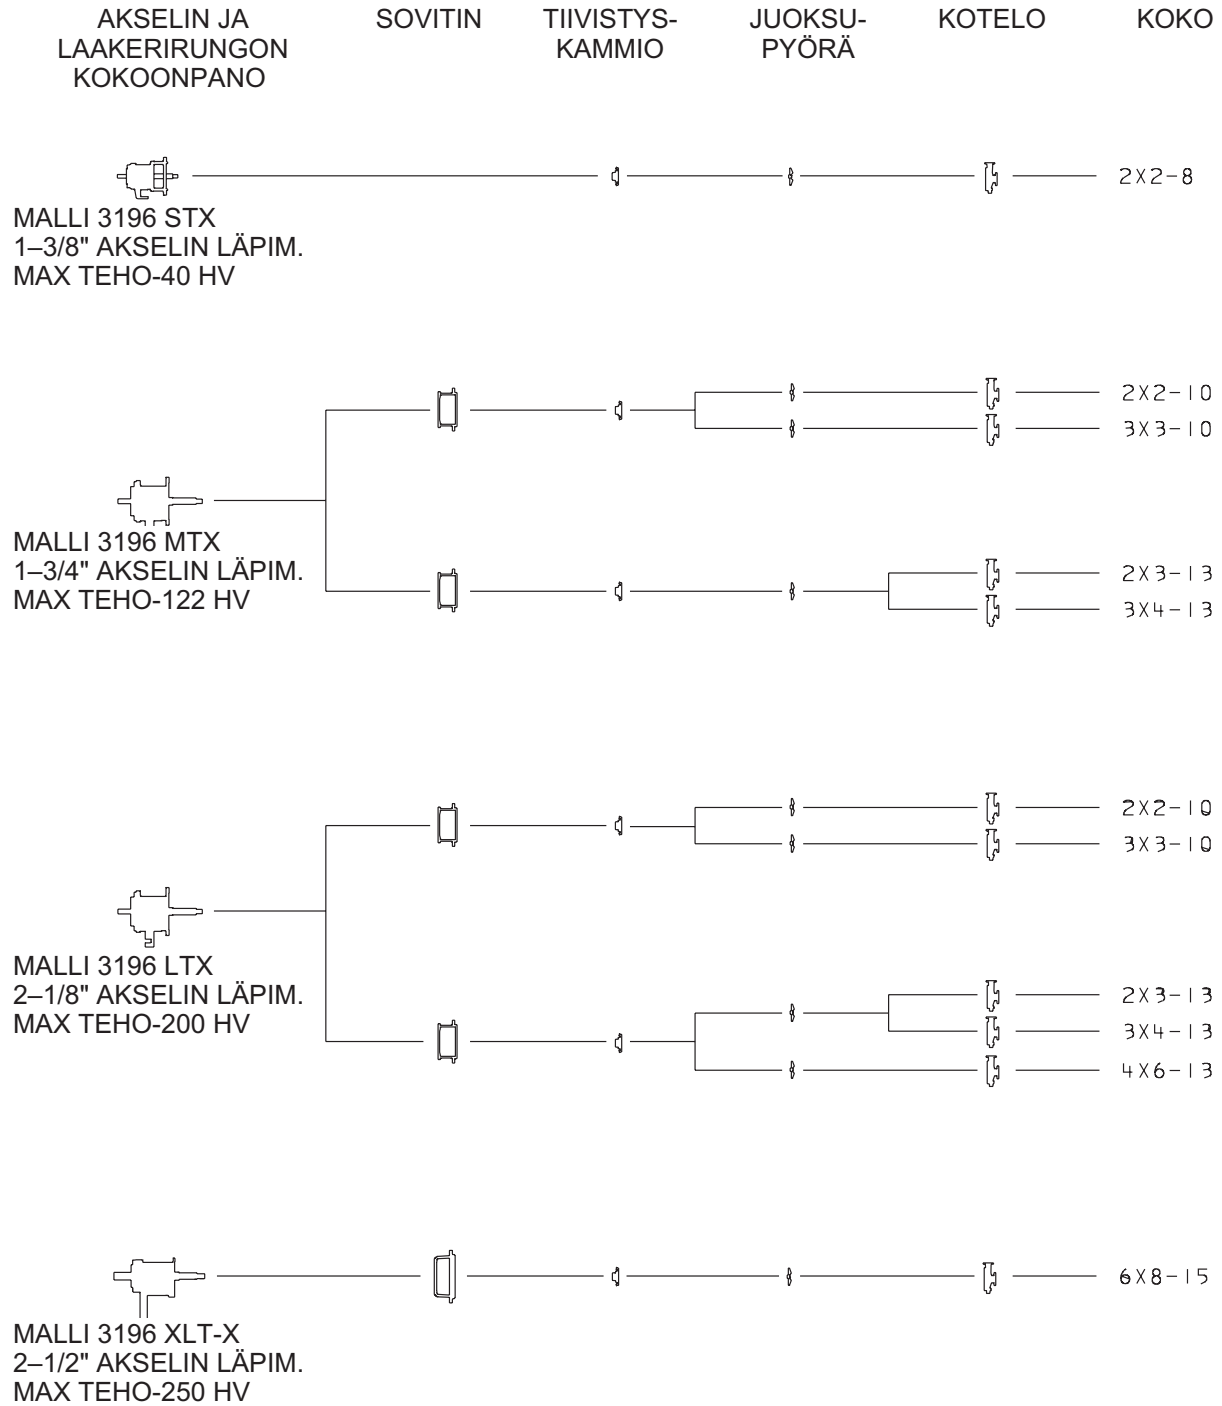 AKSELIN JA
LAAKERIRUNGON
KOKOONPANO
SOVITIN
TIIVISTYS-
KAMMIO
JUOKSU-
PYÖRÄ
KOTELO
KOKO
2X2-8
MALLI 3196 STX
1–3/8" AKSELIN LÄPIM.
MAX TEHO-40 HV
2X2-10
3X3-10
MALLI 3196 MTX
1–3/4" AKSELIN LÄPIM.
MAX TEHO-122 HV
2X3-13
3X4-13
2X2-10
3X3-10
MALLI 3196 LTX
2–1/8" AKSELIN LÄPIM.
MAX TEHO-200 HV
2X3-13
3X4-13
4X6-13
6X8-15
MALLI 3196 XLT-X
2–1/2" AKSELIN LÄPIM.
MAX TEHO-250 HV